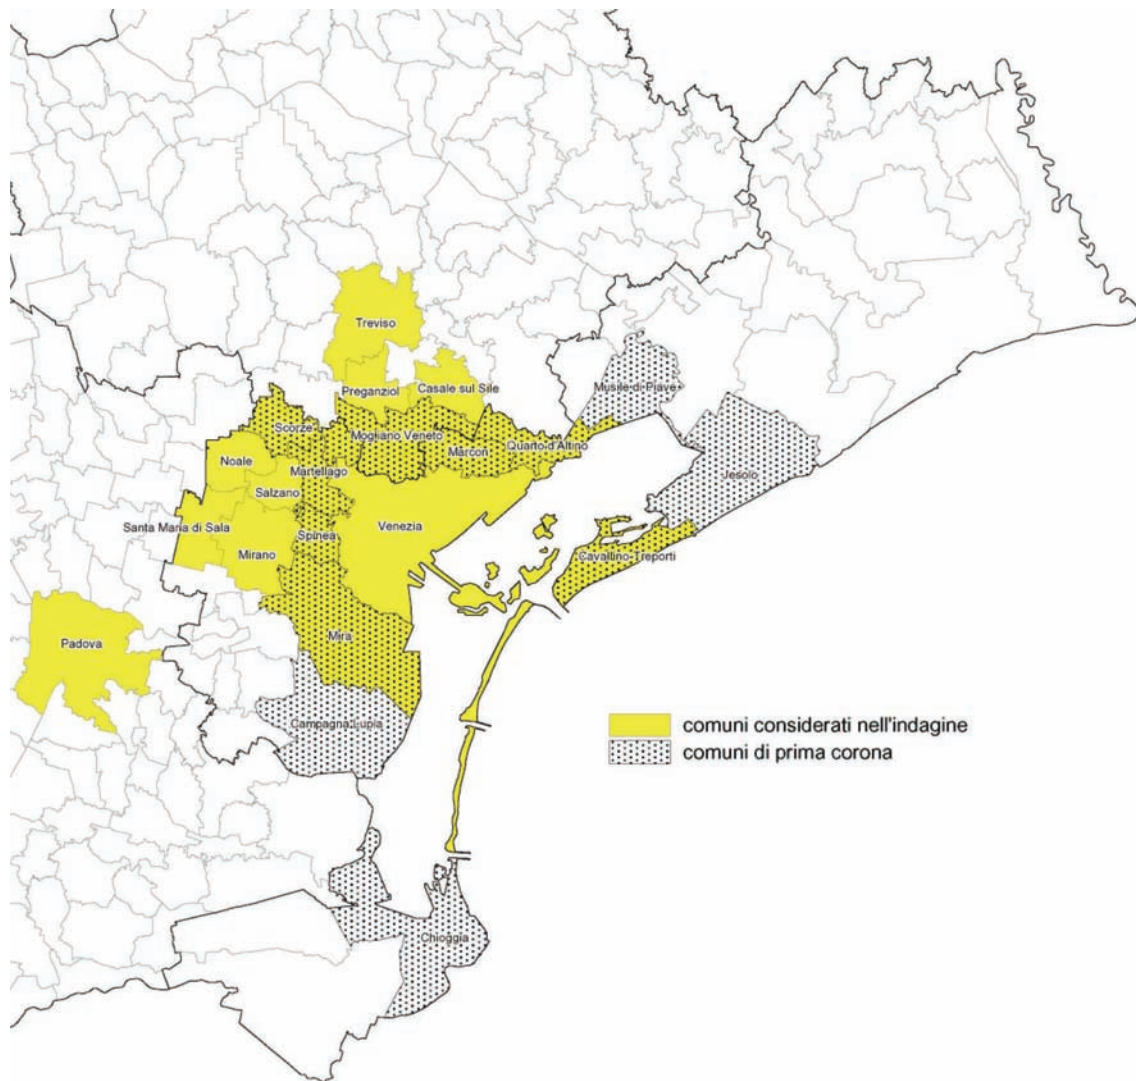 Treviso
Preganziol
Casale sul Sile
Musile di Piave
Scorze
Mogliano Veneto
Quarto d'Altino
Marcon
Noale
Martellago
Jesolo
Salzano
Santa Maria di Sala
Venezia
Spinea
Mirano
Cavallino-Treporti
Mira
Padova
Campagna Lupia
comuni considerati nell'indagine
comuni di prima corona
Chioggia